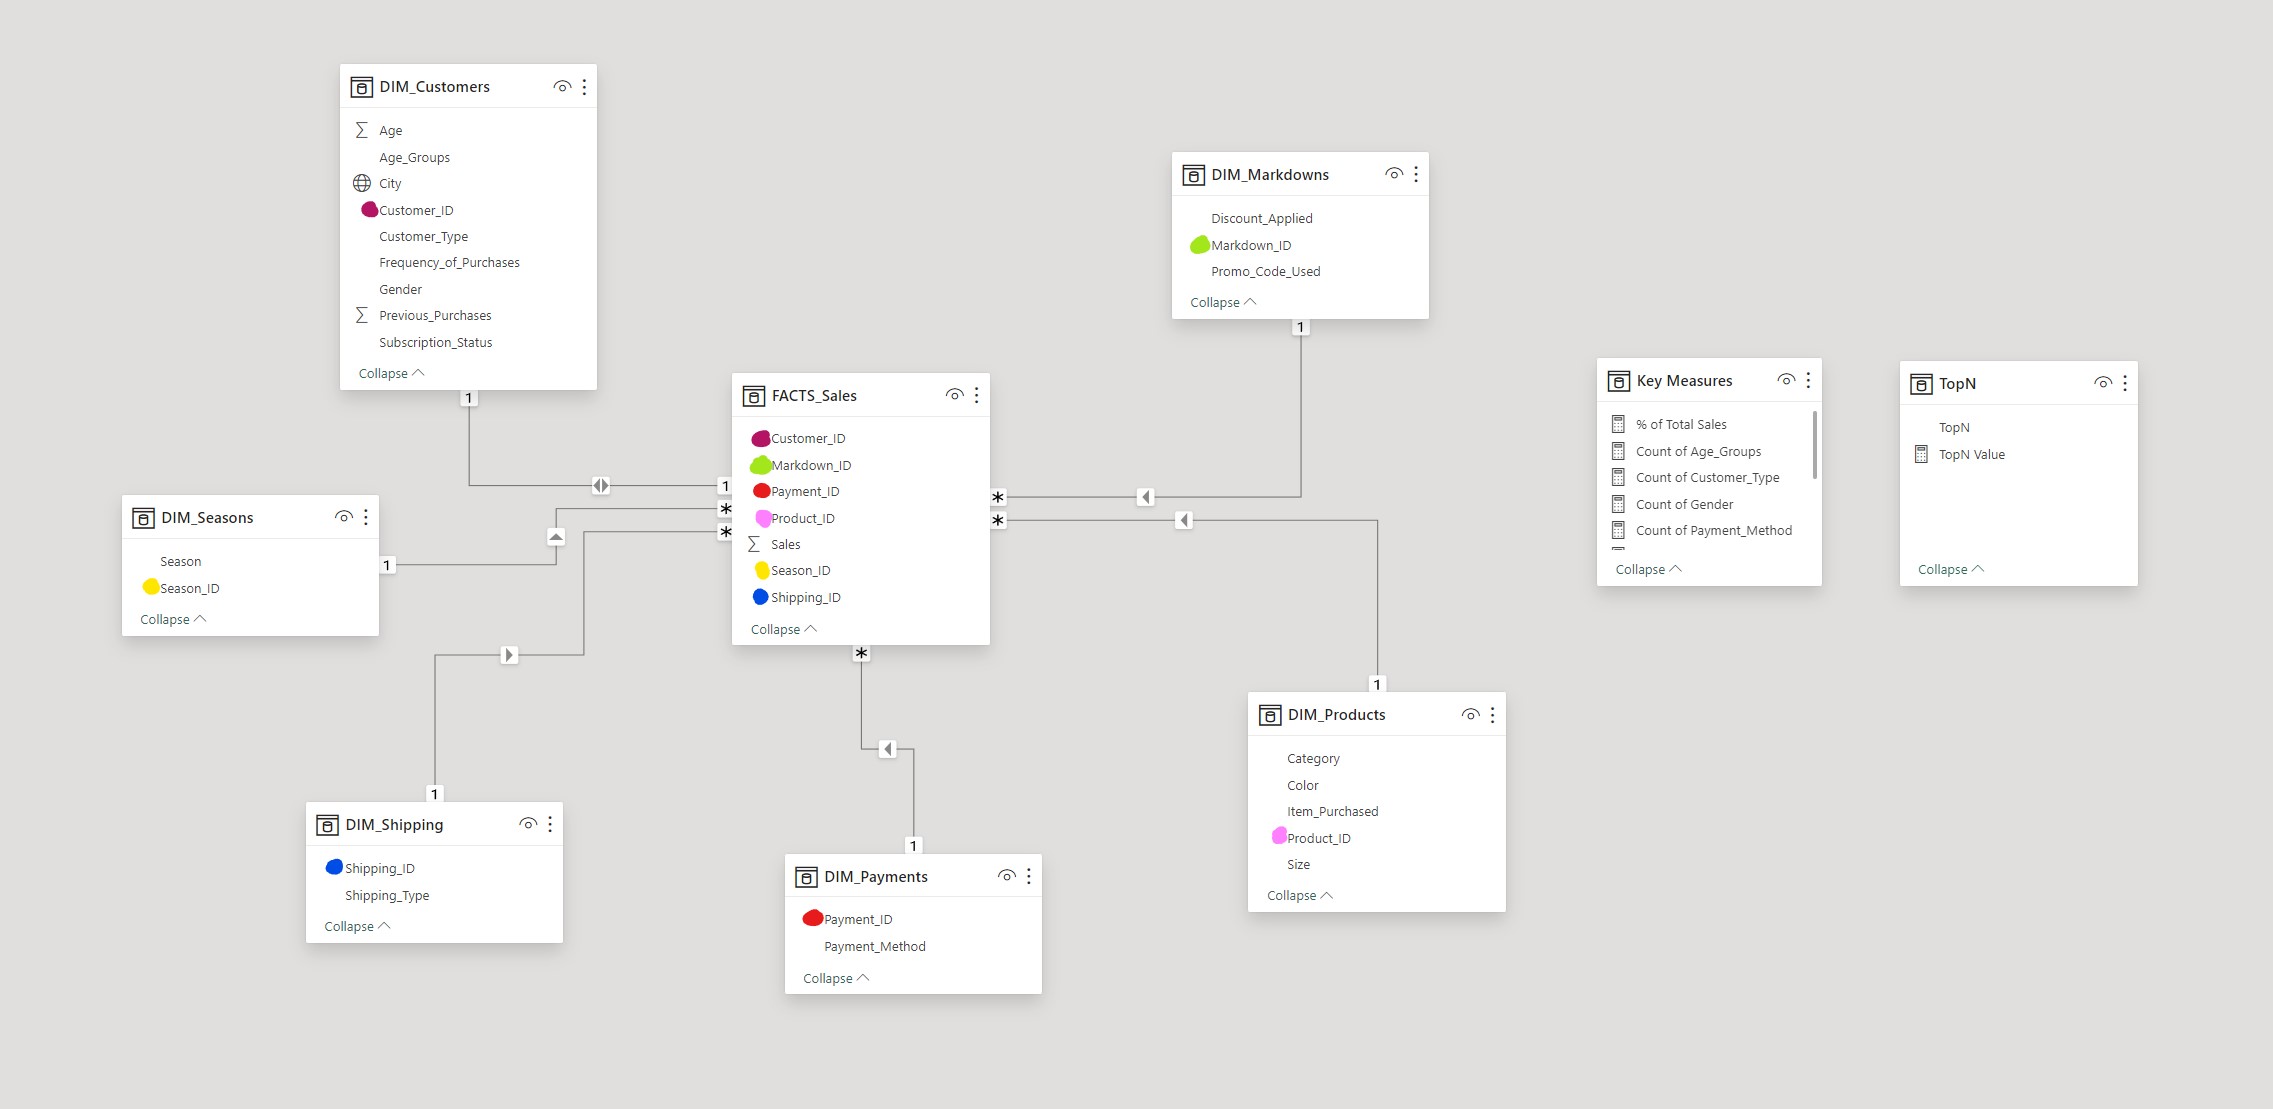 DIM_Customers
Age
Age_Groups
City
Customer_ID
Customer_Type
Frequency_of_Purchases
Gender
Previous_Purchases
Subscription_Status
Collapse
1
DIM_Markdowns
Discount_Applied
Markdown_ID
Promo_Code_Used
Collapse
1
FACTS_Sales
Customer_ID
Markdown_ID
Payment_ID
Product_ID
Sales
Season_ID
Shipping_ID
Collapse
1
*
*
*
*
*
Key Measures
% of Total Sales
Count of Age_Groups
Count of Customer_Type
Count of Gender
Count of Payment_Method
Collapse
TopN
TopN
TopN Value
Collapse
DIM_Seasons
Season
Season_ID
Collapse
1
DIM_Shipping
Shipping_ID
Shipping_Type
Collapse
1
DIM_Payments
Payment_ID
Payment_Method
Collapse
1
DIM_Products
Category
Color
Item_Purchased
Product_ID
Size
Collapse
1